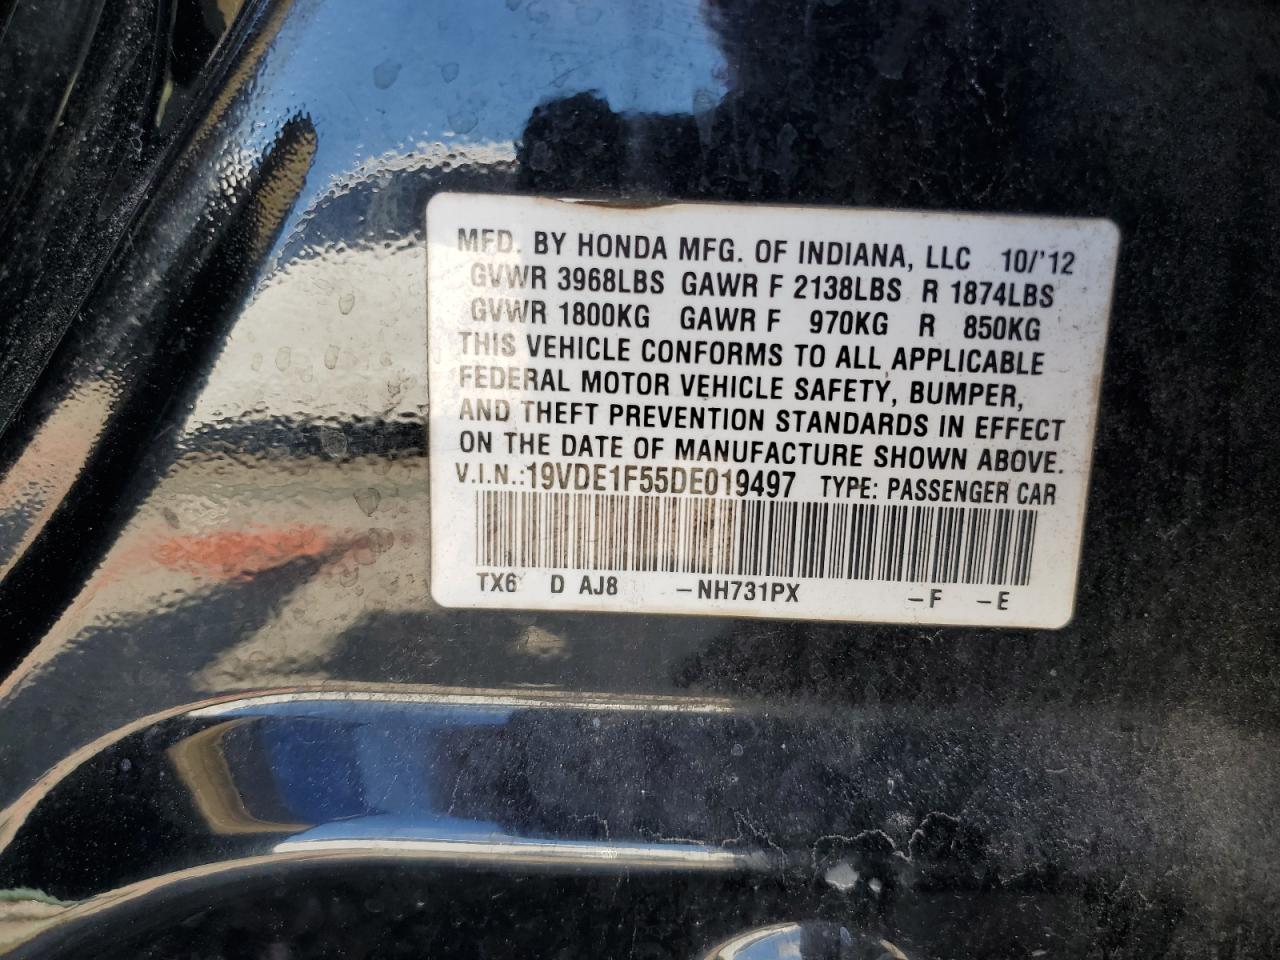 MFD. BY HONDA MFG. OF INDIANA, LLC 10/'12
GVWR 3968LBS GAWR F 2138LBS R 1874LBS
GVWR 1800KG GAWR F 970KG R 850KG
THIS VEHICLE CONFORMS TO ALL APPLICABLE
FEDERAL MOTOR VEHICLE SAFETY, BUMPER,
AND THEFT PREVENTION STANDARDS IN EFFECT
ON THE DATE OF MANUFACTURE SHOWN ABOVE.
V.I.N.:19VDE1F55DE019497 TYPE: PASSENGER CAR
TX6 D AJ8 –NH731PX –F –E